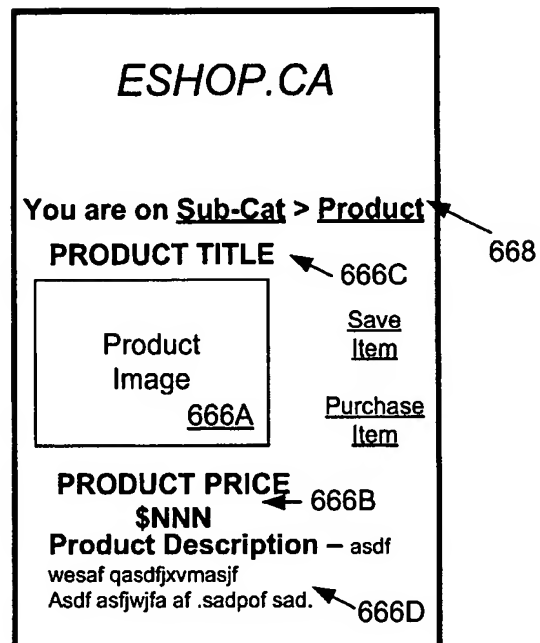 ESHOP.CA
You are on Sub-Cat > Product
668
PRODUCT TITLE
666C
Product
Image
666A
Save
Item
Purchase
Item
PRODUCT PRICE
$NNN
666B
Product Description – asdf
wesaf qasdfjxvmasjf
Asdf asfjwjfa af .sadpof sad.
666D